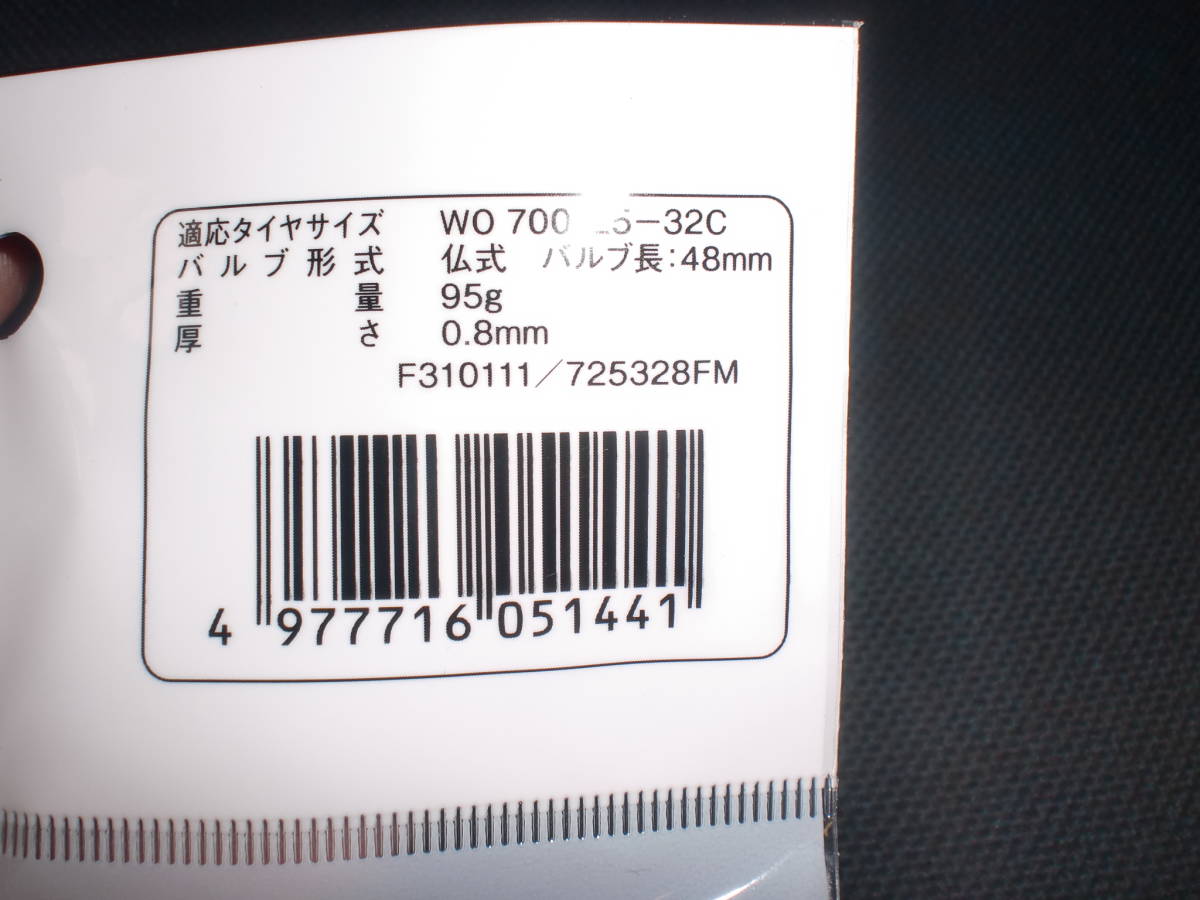 適応タイヤサイズ WO 700 -32C
バルブ形式 仏式 バルブ長:48mm
重量 95g
厚さ 0.8mm
F310111/725328FM
4 977716 051441